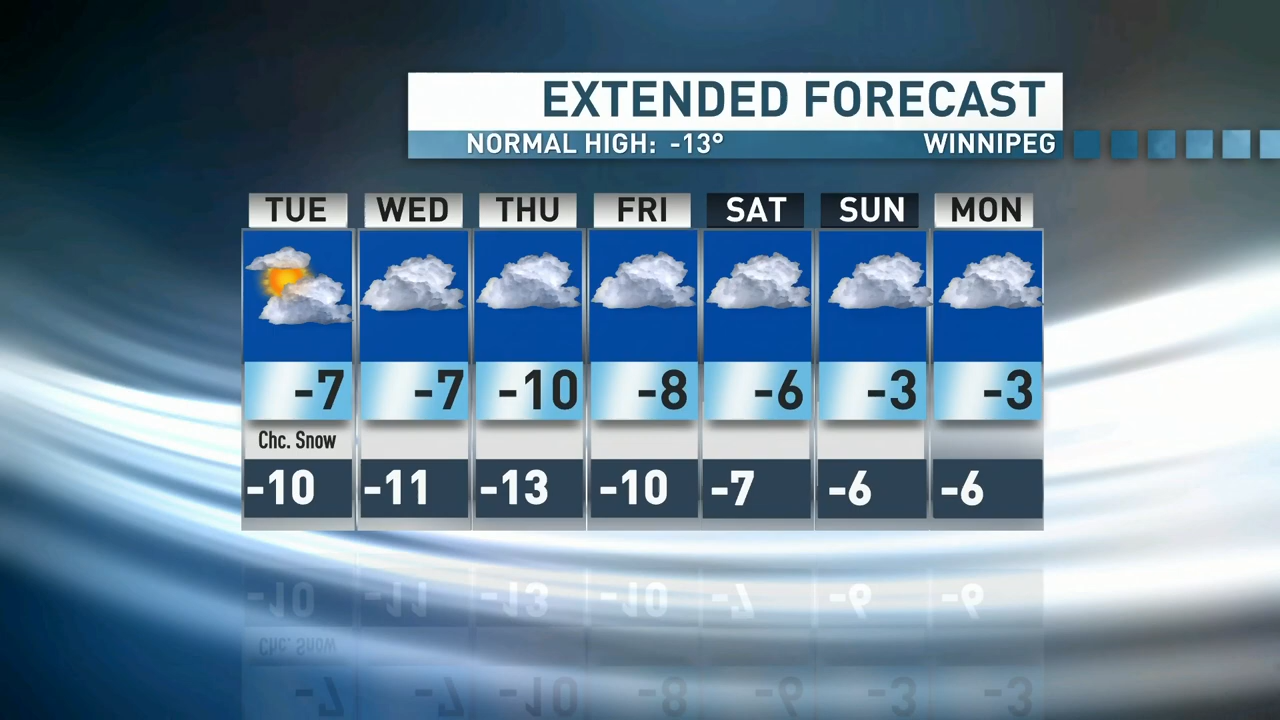 EXTENDED FORECAST
NORMAL HIGH: -13° WINNIPEG
TUE WED THU FRI SAT SUN MON
-7 -7 -10 -8 -6 -3 -3
Chc. Snow
-10 -11 -13 -10 -7 -6 -6